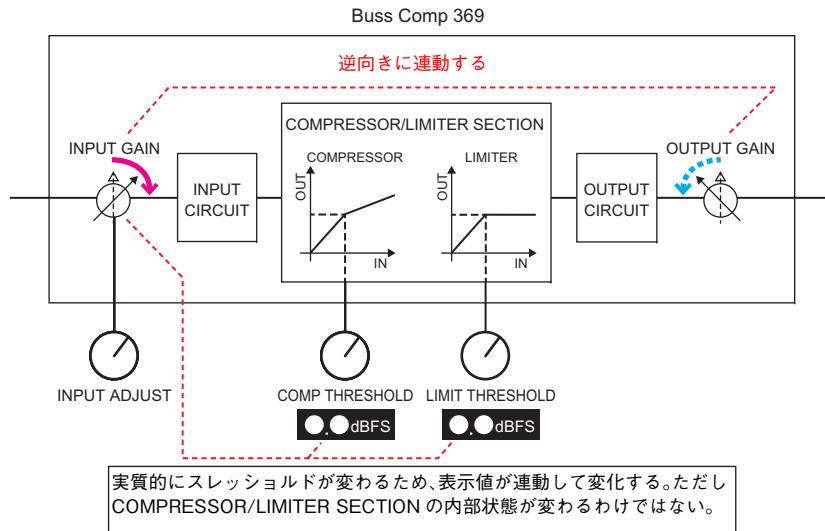 Buss Comp 369
逆向きに連動する
COMPRESSOR/LIMITER SECTION
INPUT GAIN
OUTPUT GAIN
COMPRESSOR
LIMITER
INPUT
CIRCUIT
OUT
IN
OUT
IN
OUTPUT
CIRCUIT
INPUT ADJUST
COMP THRESHOLD
LIMIT THRESHOLD
●.●dBFS
●.●dBFS
実質的にスレッショルドが変わるため、表示値が連動して変化する。ただし
COMPRESSOR/LIMITER SECTION の内部状態が変わるわけではない。